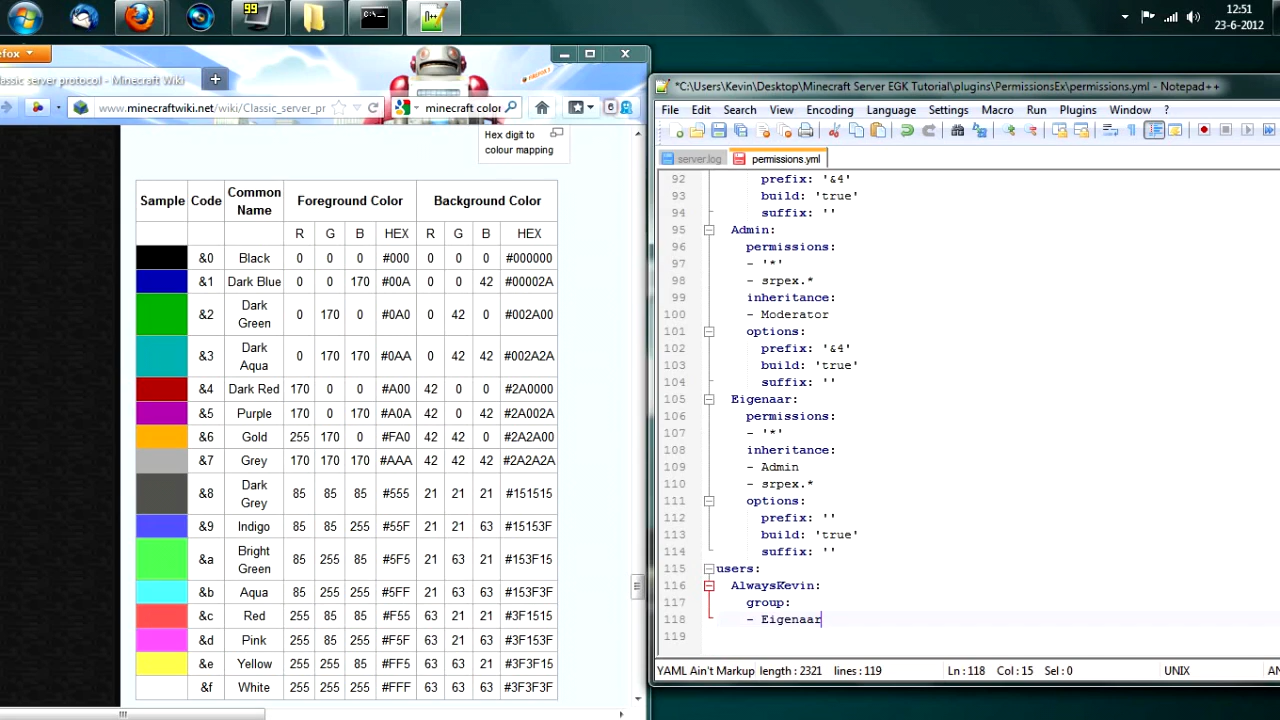 99
12:51
23-6-2012
efox
lassic server protocol - Minecraft Wiki
www.minecraftwiki.net/wiki/Classic_server_pr
minecraft color
6
Hex digit to
colour mapping
Sample Code Common Name Foreground Color Background Color
R G B HEX R G B HEX
&0 Black 0 0 0 #000 0 0 0 #000000
&1 Dark Blue 0 0 170 #00A 0 0 42 #00002A
&2 Dark Green 0 170 0 #0A0 0 42 0 #002A00
&3 Dark Aqua 0 170 170 #0AA 0 42 42 #002A2A
&4 Dark Red 170 0 0 #A00 42 0 0 #2A0000
&5 Purple 170 0 170 #A0A 42 0 42 #2A002A
&6 Gold 255 170 0 #FA0 42 42 0 #2A2A00
&7 Grey 170 170 170 #AAA 42 42 42 #2A2A2A
&8 Dark Grey 85 85 85 #555 21 21 21 #151515
&9 Indigo 85 85 255 #55F 21 21 63 #15153F
&a Bright Green 85 255 85 #5F5 21 63 21 #153F15
&b Aqua 85 255 255 #5FF 21 63 63 #153F3F
&c Red 255 85 85 #F55 63 21 21 #3F1515
&d Pink 255 85 255 #F5F 63 21 63 #3F153F
&e Yellow 255 255 85 #FF5 63 63 21 #3F3F15
&f White 255 255 255 #FFF 63 63 63 #3F3F3F
*C:\Users\Kevin\Desktop\Minecraft Server EGK Tutorial\plugins\PermissionsEx\permissions.yml - Notepad++
File Edit Search View Encoding Language Settings Macro Run Plugins Window ?
server.log permissions.yml
92 prefix: '&4'
93 build: 'true'
94 suffix: ''
95 Admin:
96 permissions:
97 - '*'
98 - srpex.*
99 inheritance:
100 - Moderator
101 options:
102 prefix: '&4'
103 build: 'true'
104 suffix: ''
105 Eigenaar:
106 permissions:
107 - '*'
108 inheritance:
109 - Admin
110 - srpex.*
111 options:
112 prefix: ''
113 build: 'true'
114 suffix: ''
115 users:
116 AlwaysKevin:
117 group:
118 - Eigenaar
119
YAML Ain't Markup length : 2321 lines : 119 Ln : 118 Col : 15 Sel : 0 UNIX AN